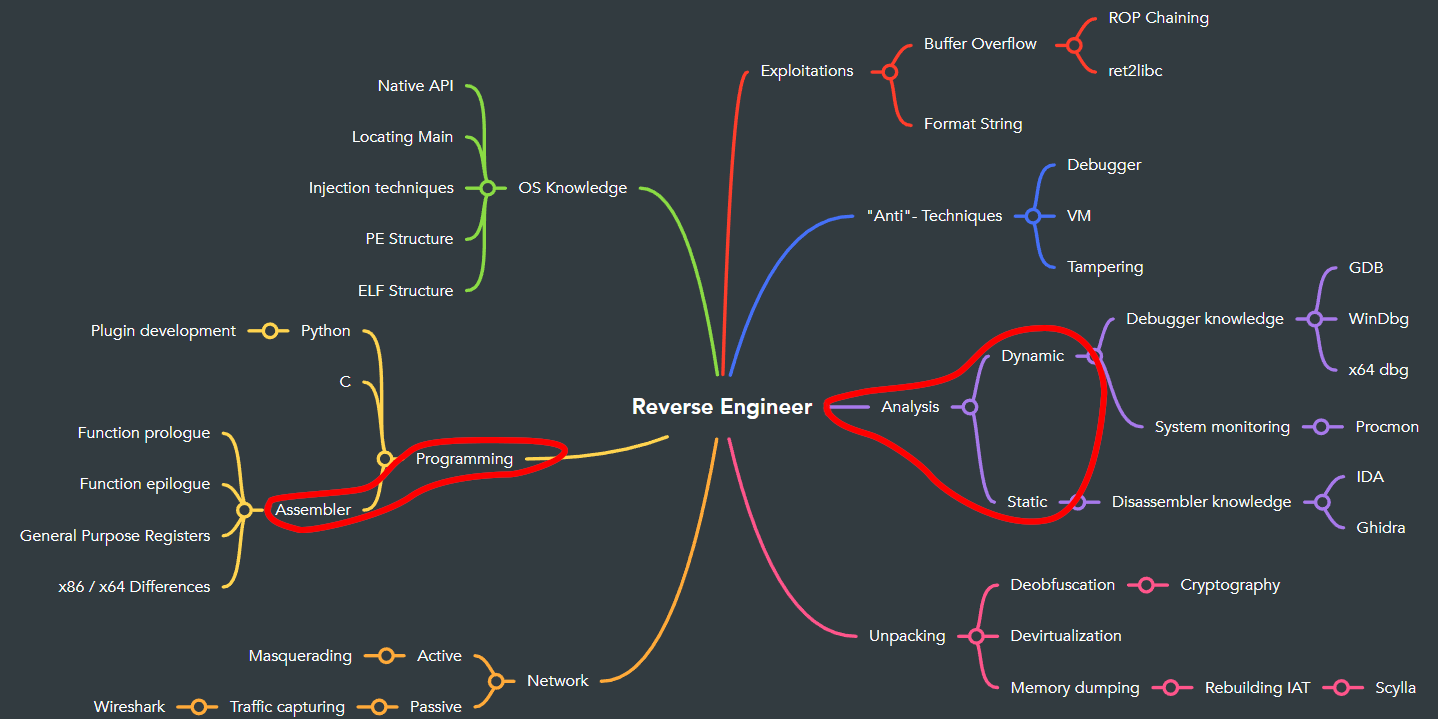 Reverse Engineer
Exploitations
Buffer Overflow
ROP Chaining
ret2libc
Format String
"Anti"- Techniques
Debugger
VM
Tampering
Analysis
Dynamic
Debugger knowledge
GDB
WinDbg
x64 dbg
System monitoring
Procmon
Static
Disassembler knowledge
IDA
Ghidra
Unpacking
Deobfuscation
Cryptography
Devirtualization
Memory dumping
Rebuilding IAT
Scylla
OS Knowledge
Native API
Locating Main
Injection techniques
PE Structure
ELF Structure
Programming
Python
Plugin development
C
Assembler
Function prologue
Function epilogue
General Purpose Registers
x86 / x64 Differences
Network
Active
Masquerading
Passive
Traffic capturing
Wireshark